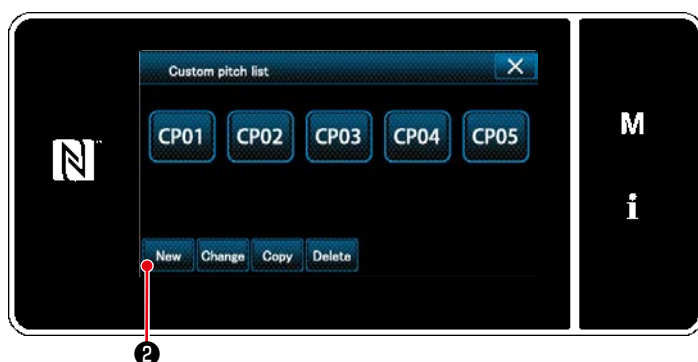 Custom pitch list
CP01 CP02 CP03 CP04 CP05
M
i
New Change Copy Delete
❷